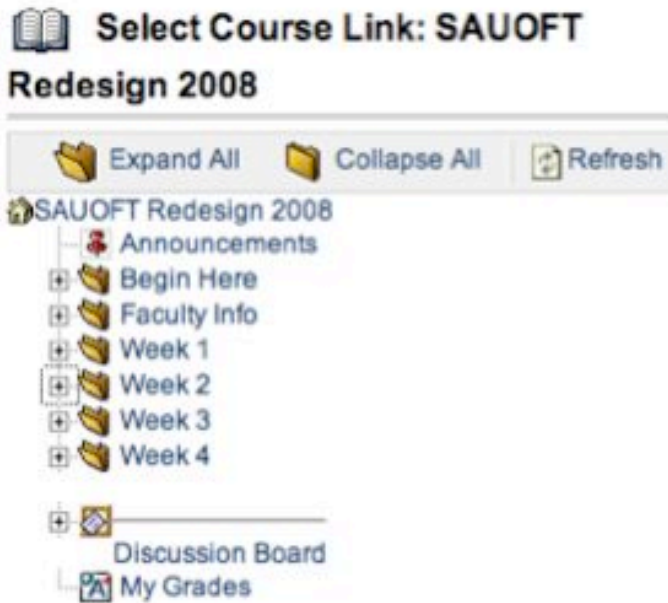 Select Course Link: SAUOFT
Redesign 2008
Expand All Collapse All Refresh
SAUOFT Redesign 2008
Announcements
Begin Here
Faculty Info
Week 1
Week 2
Week 3
Week 4
Discussion Board
My Grades